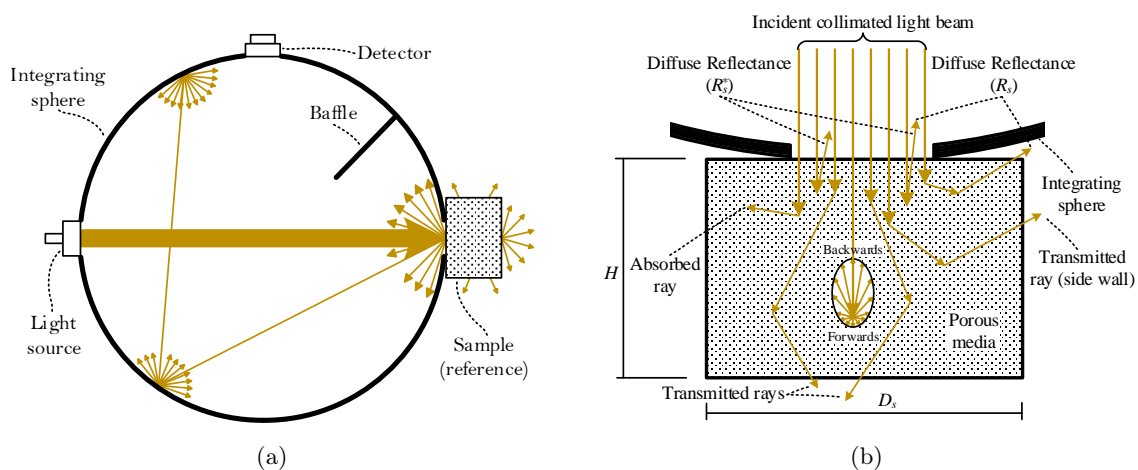 Detector
Integrating
sphere
Baffle
Light
source
Sample
(reference)
(a)
Incident collimated light beam
Diffuse Reflectance
(R*s)
Diffuse Reflectance
(Rs)
Integrating
sphere
Transmitted
ray (side wall)
H
Absorbed
ray
Backwards
Forwards
Porous
media
Transmitted rays
Ds
(b)